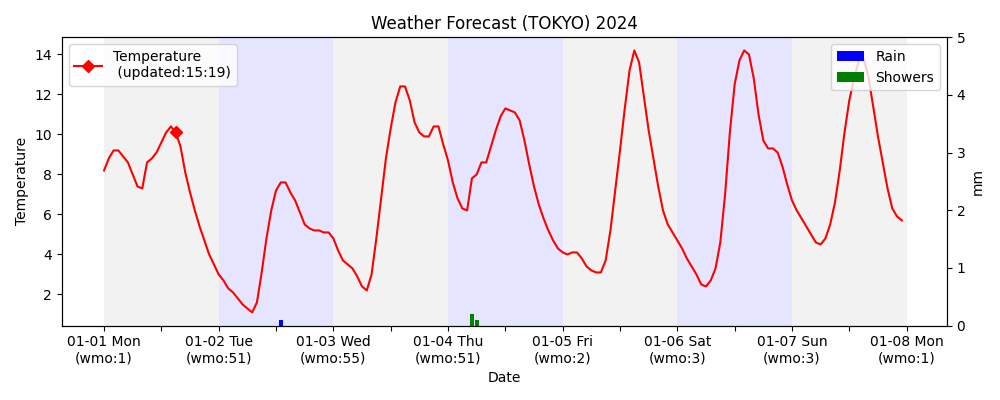 Weather Forecast (TOKYO) 2024
Temperature
(updated:15:19)
Rain
Showers
14
12
10
8
6
4
2
Temperature
5
4
3
2
1
0
mm
01-01 Mon
(wmo:1)
01-02 Tue
(wmo:51)
01-03 Wed
(wmo:55)
01-04 Thu
(wmo:51)
01-05 Fri
(wmo:2)
01-06 Sat
(wmo:3)
01-07 Sun
(wmo:3)
01-08 Mon
(wmo:1)
Date